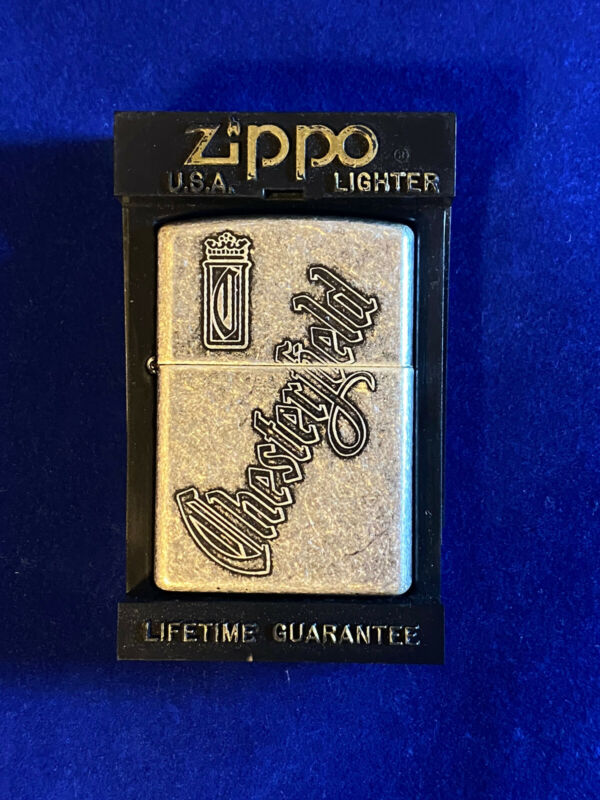 Zippo ®
U.S.A. LIGHTER
C
Chesterfield
LIFETIME GUARANTEE